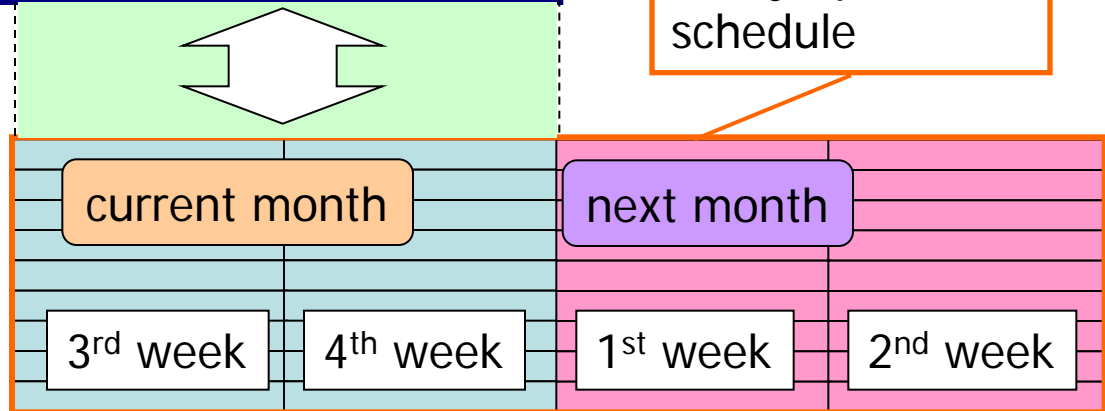 schedule
current month
next month
3rd week
4th week
1st week
2nd week